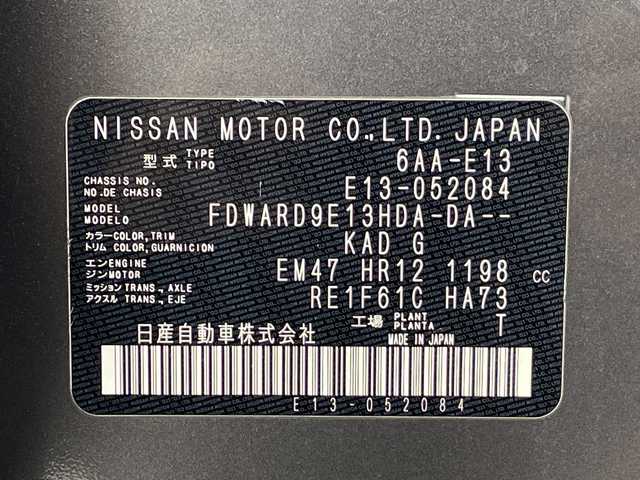 NISSAN MOTOR CO.,LTD. JAPAN
型式 TYPE TIPO 6AA-E13
CHASSIS NO. NO.DE CHASIS E13-052084
MODEL MODELO FDWARD9E13HDA-DA--
カラー COLOR, TRIM トリム COLOR, GUARNICION KAD G
エンジン ENGINE MOTOR EM47 HR12 1198 CC
ミッション TRANS., AXLE アクスル TRANS., EJE RE1F61C HA73
工場 PLANT PLANTA T
日産自動車株式会社 MADE IN JAPAN
E13-052084